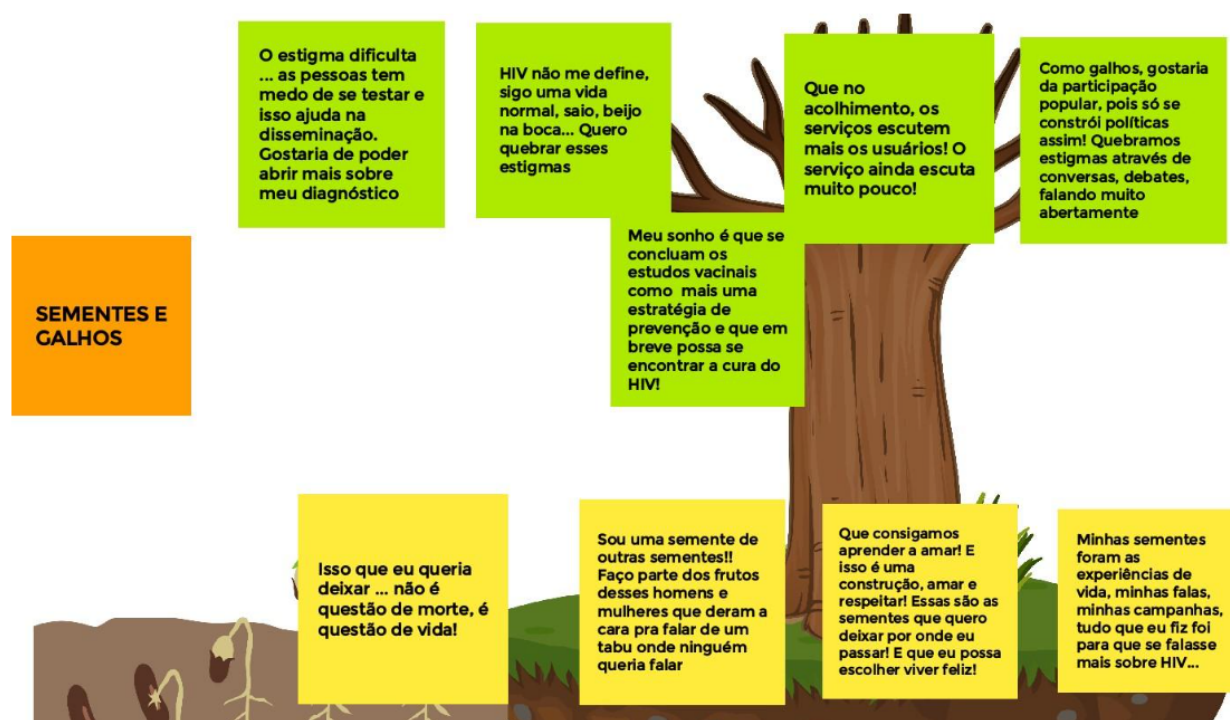 O estigma dificulta
... as pessoas tem
medo de se testar e
isso ajuda na
disseminação.
Gostaria de poder
abrir mais sobre
meu diagnóstico
HIV não me define,
sigo uma vida
normal, saio, beijo
na boca... Quero
quebrar esses
estigmas
Que no
acolhimento, os
serviços escutem
mais os usuários! O
serviço ainda escuta
muito pouco!
Como galhos, gostaria
da participação
popular, pois só se
constrói políticas
assim! Quebramos
estigmas através de
conversas, debates,
falando muito
abertamente
Meu sonho é que se
concluam os
estudos vacinais
como mais uma
estratégia de
prevenção e que em
breve possa se
encontrar a cura do
HIV!
SEMENTES E
GALHOS
Isso que eu queria
deixar ... não é
questão de morte, é
questão de vida!
Sou uma semente de
outras sementes!!
Faço parte dos frutos
desses homens e
mulheres que deram a
cara pra falar de um
tabu onde ninguém
queria falar
Que consigamos
aprender a amar! E
isso é uma
construção, amar e
respeitar! Essas são as
sementes que quero
deixar por onde eu
passar! E que eu possa
escolher viver feliz!
Minhas sementes
foram as
experiências de
vida, minhas falas,
minhas campanhas,
tudo que eu fiz foi
para que se falasse
mais sobre HIV...